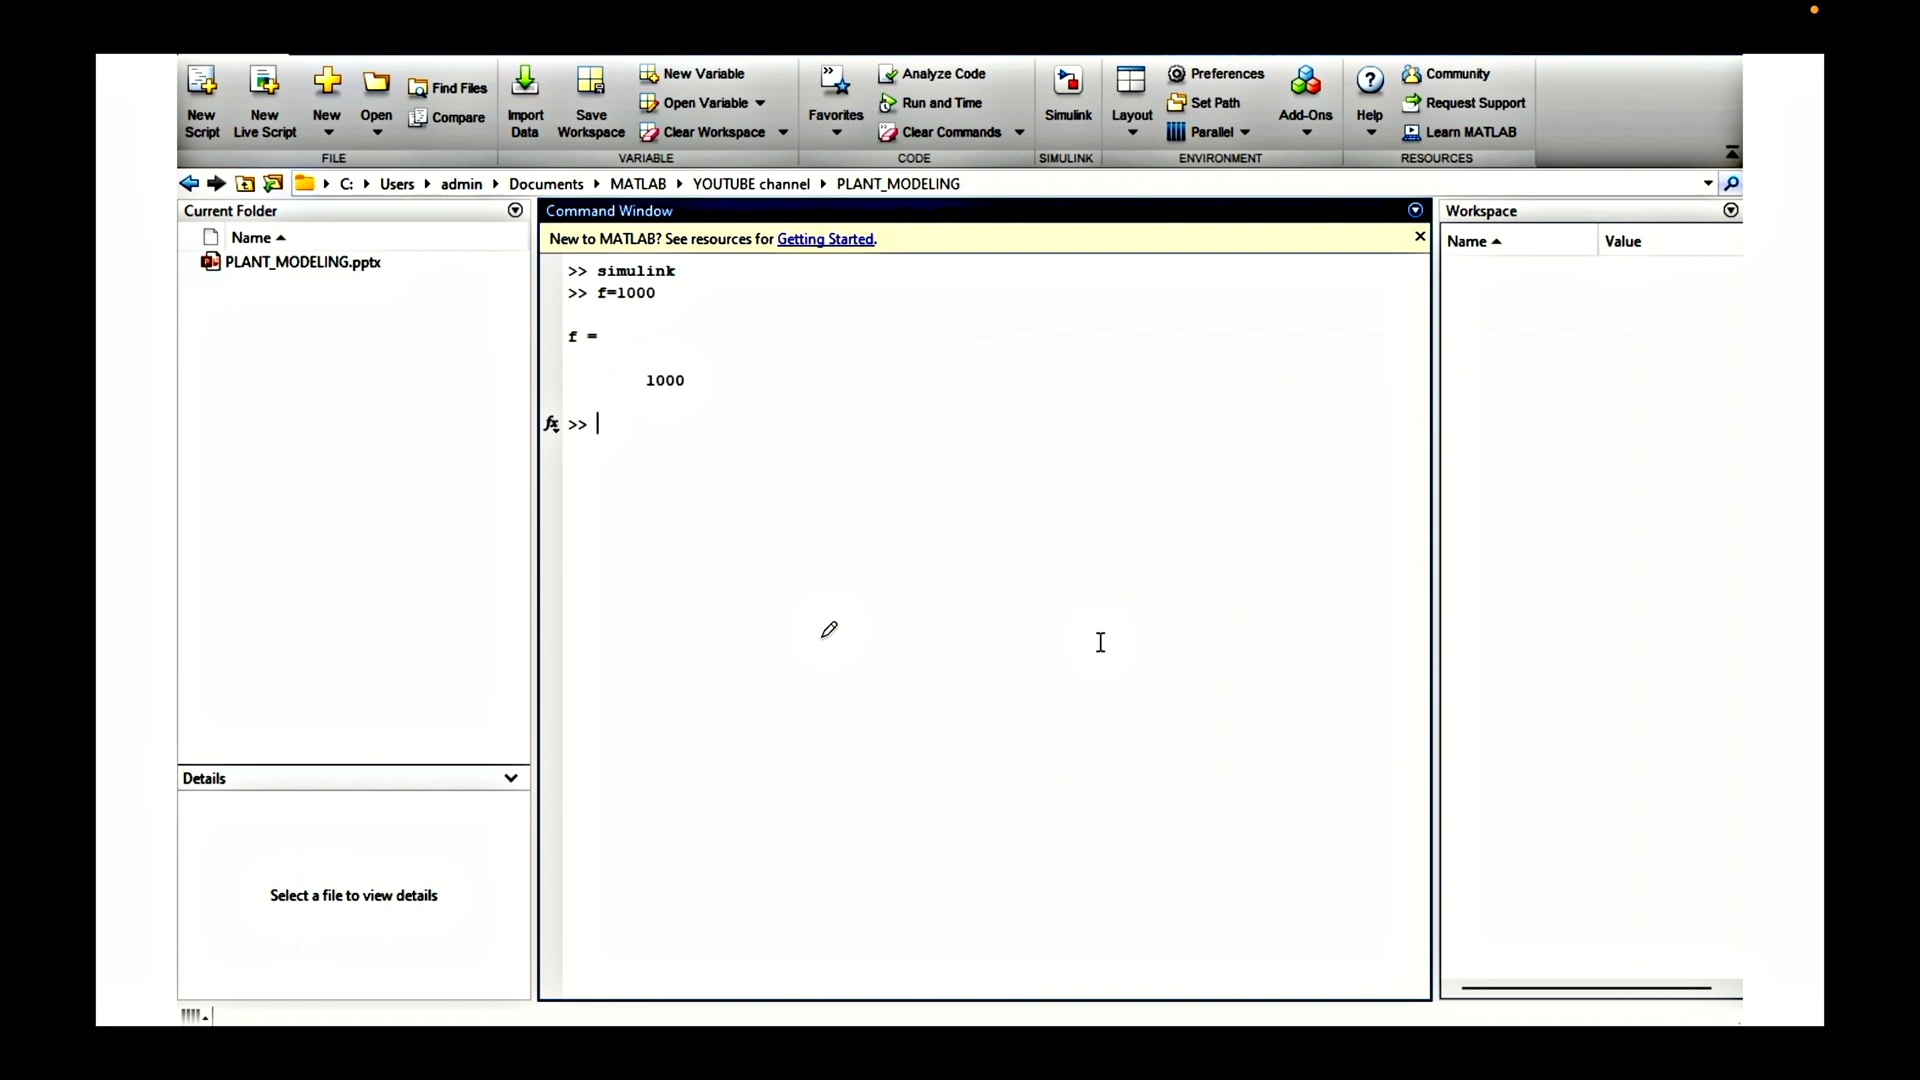 New Script
New Live Script
New
Open
Find Files
Compare
FILE
Import Data
Save Workspace
New Variable
Open Variable
Clear Workspace
VARIABLE
Favorites
Analyze Code
Run and Time
Clear Commands
CODE
Simulink
SIMULINK
Layout
Preferences
Set Path
Parallel
Add-Ons
ENVIRONMENT
Help
Community
Request Support
Learn MATLAB
RESOURCES
C: Users admin Documents MATLAB YOUTUBE channel PLANT_MODELING
Current Folder
Name
PLANT_MODELING.pptx
Details
Select a file to view details
Command Window
New to MATLAB? See resources for Getting Started.
>> simulink
>> f=1000
f =
1000
fx >>
Workspace
Name Value